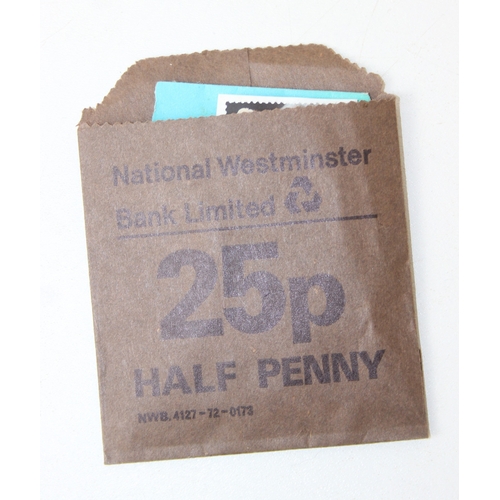 National Westminster
Bank Limited
25p
HALF PENNY
NWB.4127-72-0173